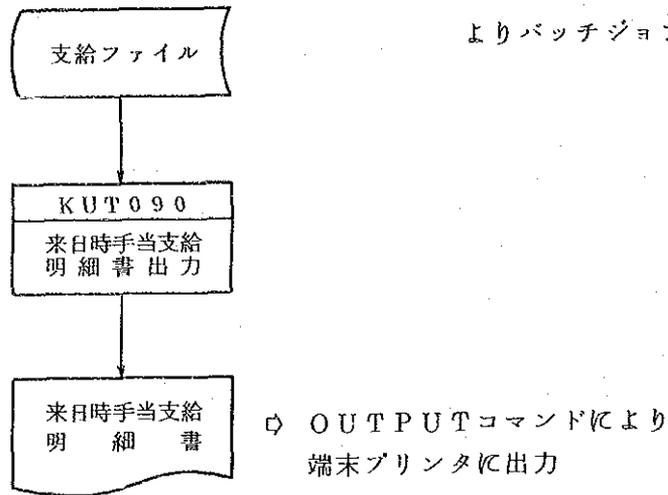 よりバッチジョブ
支給ファイル
KUT090
来日時手当支給
明細書出力
来日時手当支給
明細書
⇨ OUTPUTコマンドにより
端末プリンタに出力